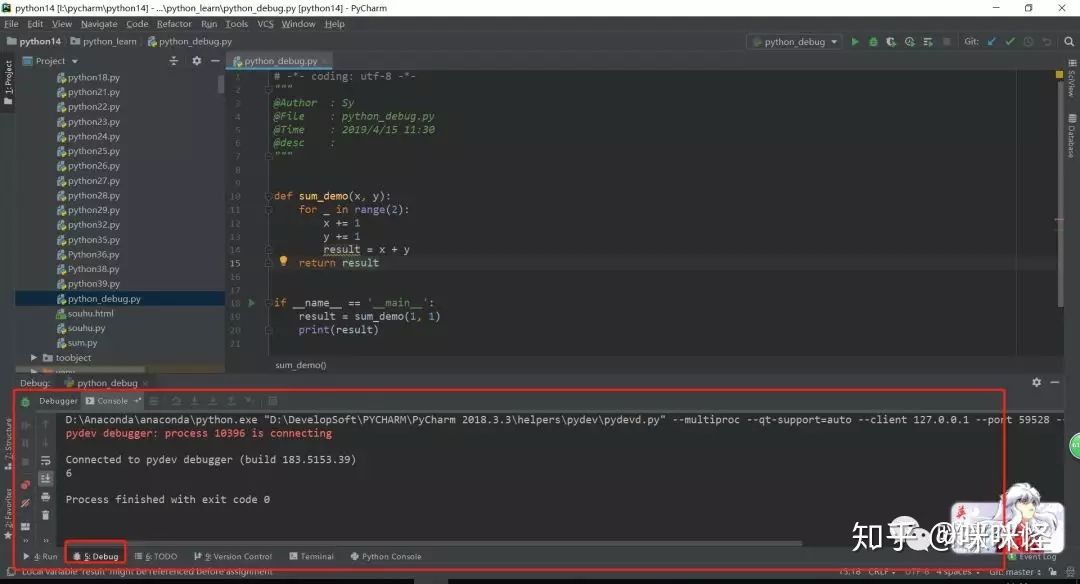 python14 [E:\pycharm\python14] - ...\python_learn\python_debug.py [python14] - PyCharm
File Edit View Navigate Code Refactor Run Tools VCS Window Help
python14 python_learn python_debug.py python_debug Git:
Project python_debug.py
1: Project
SciView
Database
python18.py
python21.py
python22.py
python23.py
python24.py
python25.py
python26.py
python27.py
python28.py
python29.py
python32.py
python35.py
Python36.py
Python38.py
python39.py
python_debug.py
souhu.html
souhu.py
sum.py
toobject
1 # -*- coding: utf-8 -*-
2 """
3 @Author : Sy
4 @File : python_debug.py
5 @Time : 2019/4/15 11:30
6 @desc :
7 """
8
9
10 def sum_demo(x, y):
11 for _ in range(2):
12 x += 1
13 y += 1
14 result = x + y
15 return result
16
17
18 if __name__ == '__main__':
19 result = sum_demo(1, 1)
20 print(result)
21
sum_demo()
Debug: python_debug
Debugger Console
D:\Anaconda\anaconda\python.exe "D:\DevelopSoft\PYCHARM\PyCharm 2018.3.3\helpers\pydev\pydevd.py" --multiproc --qt-support=auto --client 127.0.0.1 --port 59528
pydev debugger: process 10396 is connecting
Connected to pydev debugger (build 183.5153.39)
6
Process finished with exit code 0
7: Structure
2: Favorites
英
61
知乎 @咪咪怪
4: Run 5: Debug 6: TODO 9: Version Control Terminal Python Console Event Log
Local variable 'result' might be referenced before assignment 15:18 CRLF UTF-8 4 spaces Git: master